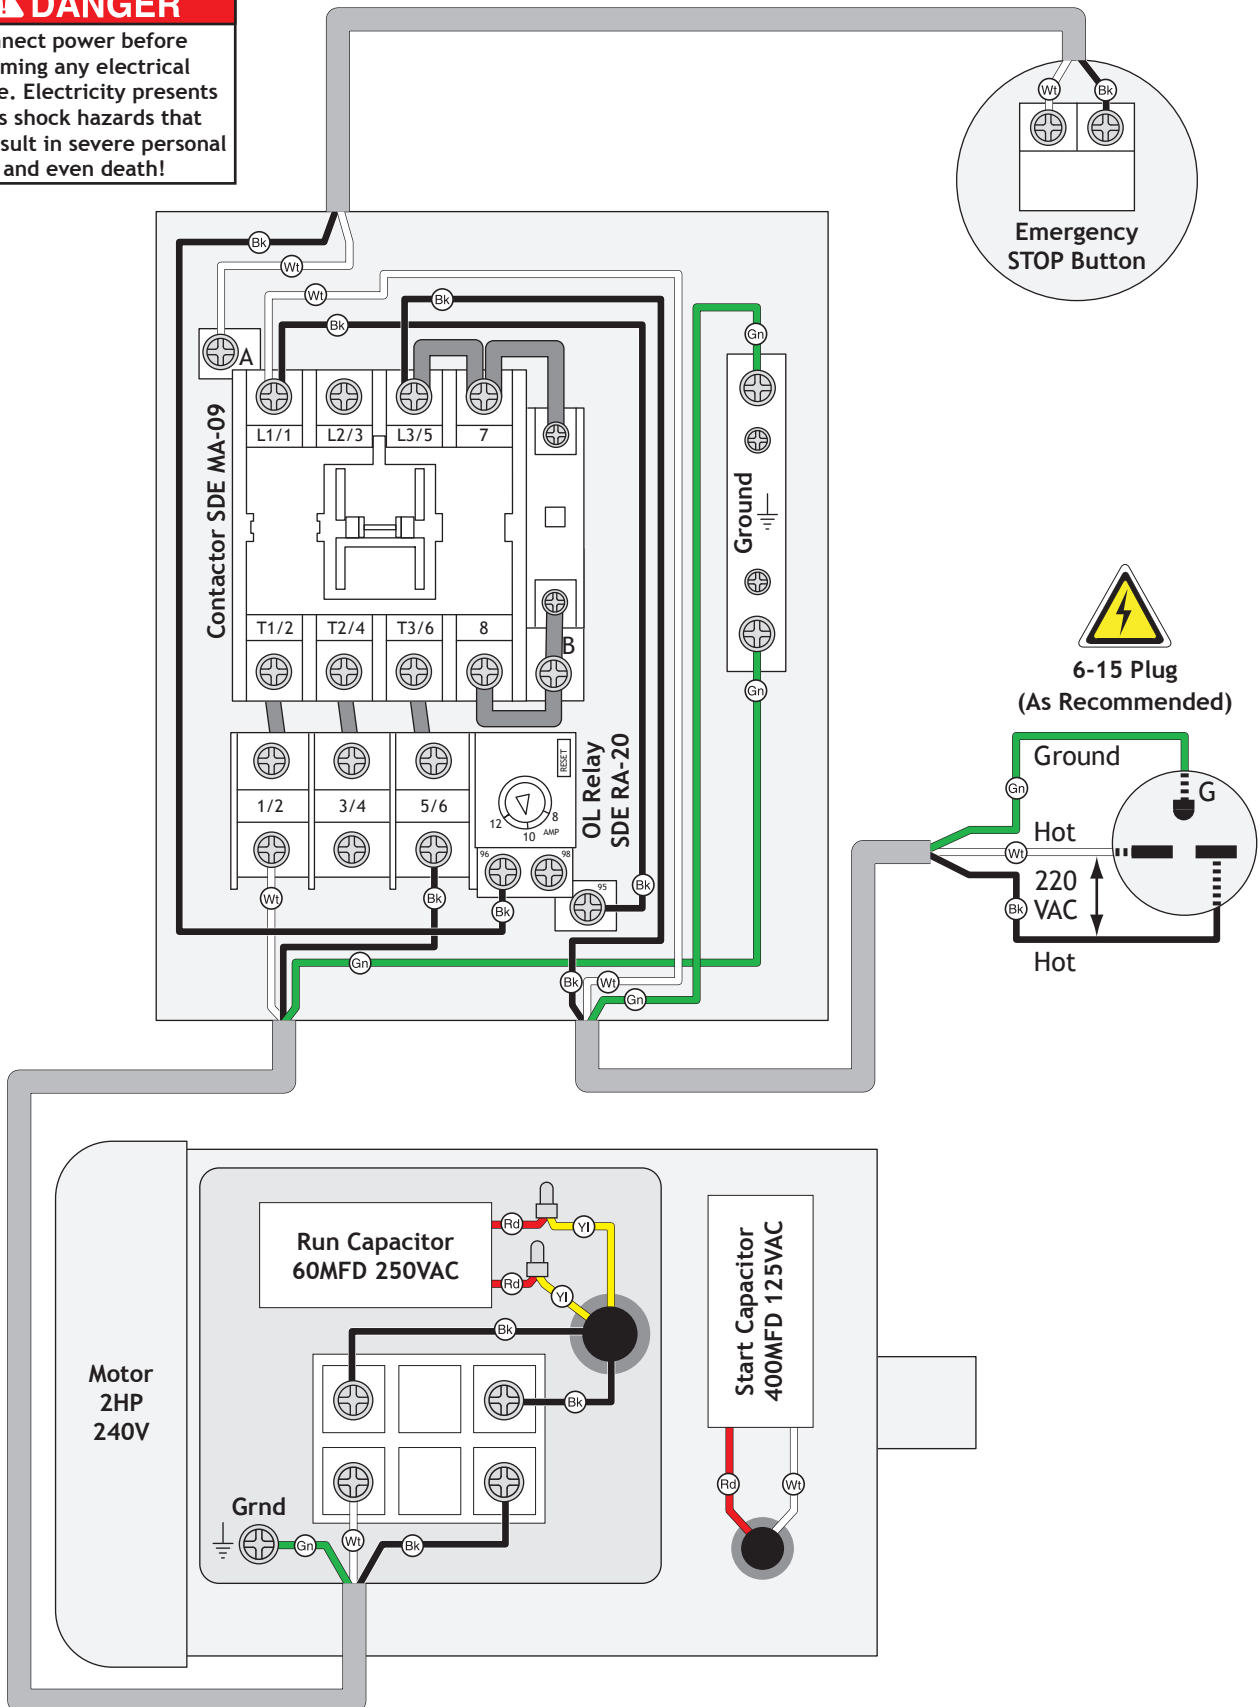 DANGER
nnect power before
ming any electrical
e. Electricity presents
s shock hazards that
sult in severe personal
and even death!
Wt
Bk
Emergency
STOP Button
Bk
Wt
Wt
Bk
Bk
Gn
A
Contactor SDE MA-09
L1/1
L2/3
L3/5
7
Ground
T1/2
T2/4
T3/6
8
B
Gn
6-15 Plug
(As Recommended)
Ground
G
Gn
Hot
Wt
220
VAC
Bk
Hot
1/2
3/4
5/6
RESET
12
10
8
AMP
OL Relay
SDE RA-20
96
98
95
Wt
Bk
Bk
Bk
Gn
Bk
Wt
Gn
Run Capacitor
60MFD 250VAC
Rd
Yl
Rd
Yl
Bk
Bk
Start Capacitor
400MFD 125VAC
Rd
Wt
Motor
2HP
240V
Grnd
Gn
Wt
Bk